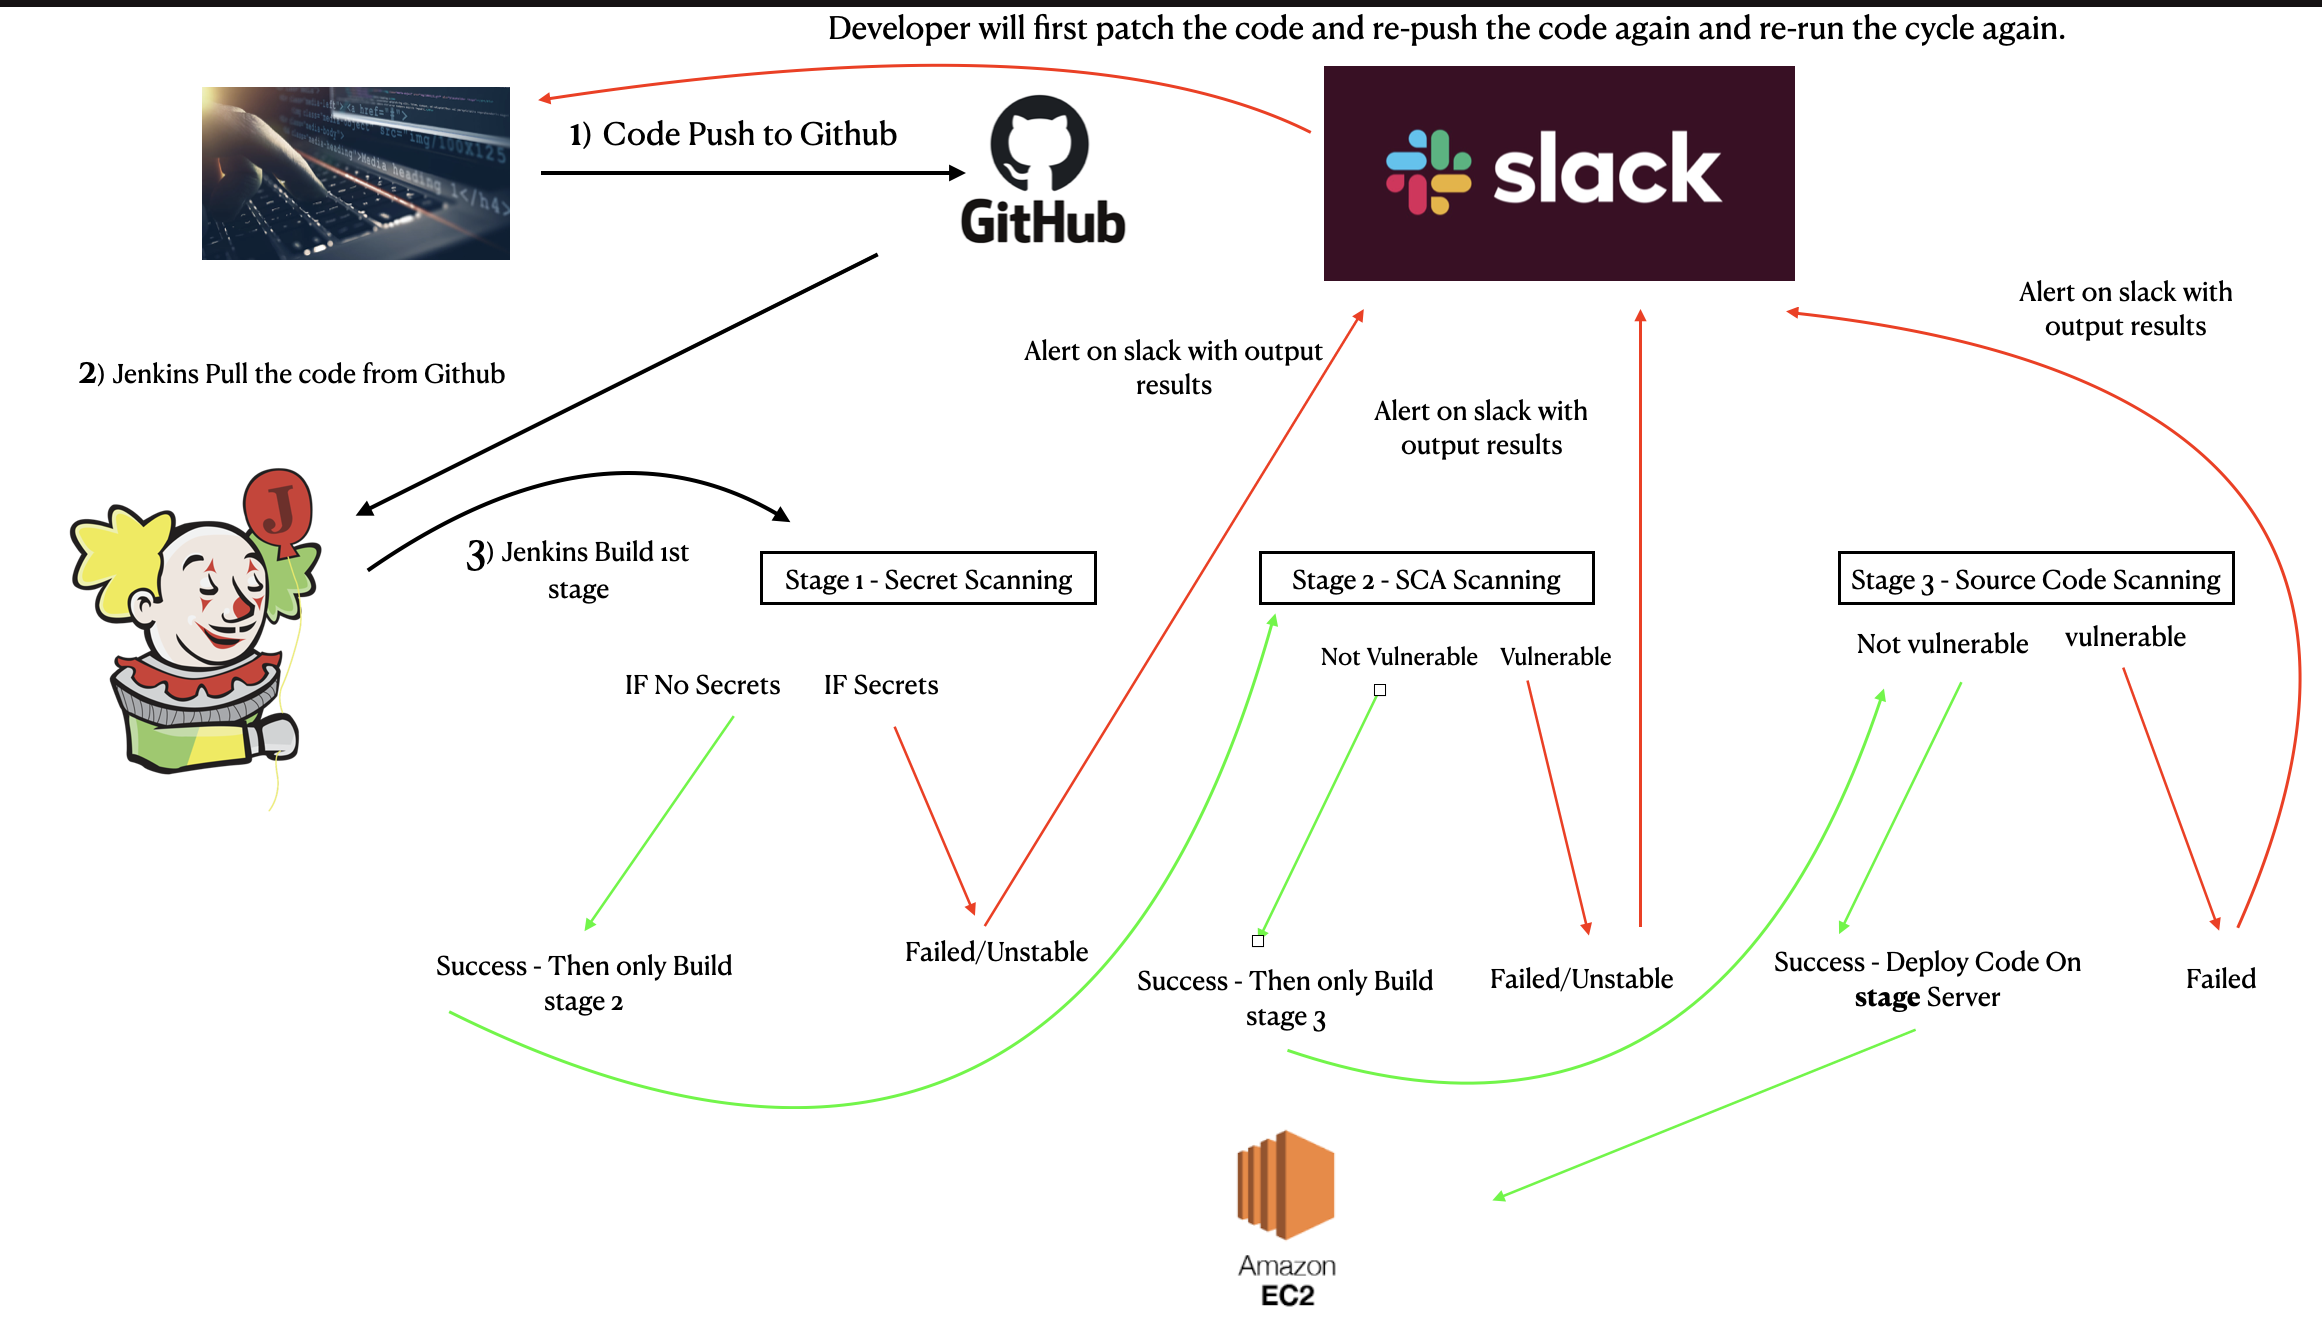 Developer will first patch the code and re-push the code again and re-run the cycle again.
1) Code Push to Github
GitHub
slack
Alert on slack with
output results
2) Jenkins Pull the code from Github
Alert on slack with output
results
Alert on slack with
output results
J
3) Jenkins Build 1st
stage
Stage 1 - Secret Scanning
Stage 2 - SCA Scanning
Stage 3 - Source Code Scanning
IF No Secrets
IF Secrets
Not Vulnerable
Vulnerable
Not vulnerable
vulnerable
Success - Then only Build
stage 2
Failed/Unstable
Success - Then only Build
stage 3
Failed/Unstable
Success - Deploy Code On
stage Server
Failed
Amazon
EC2